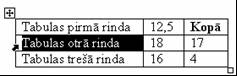 Tabulas pirmā rinda 12,5 Kopā
Tabulas otrā rinda 18 17
Tabulas trešā rinda 16 4